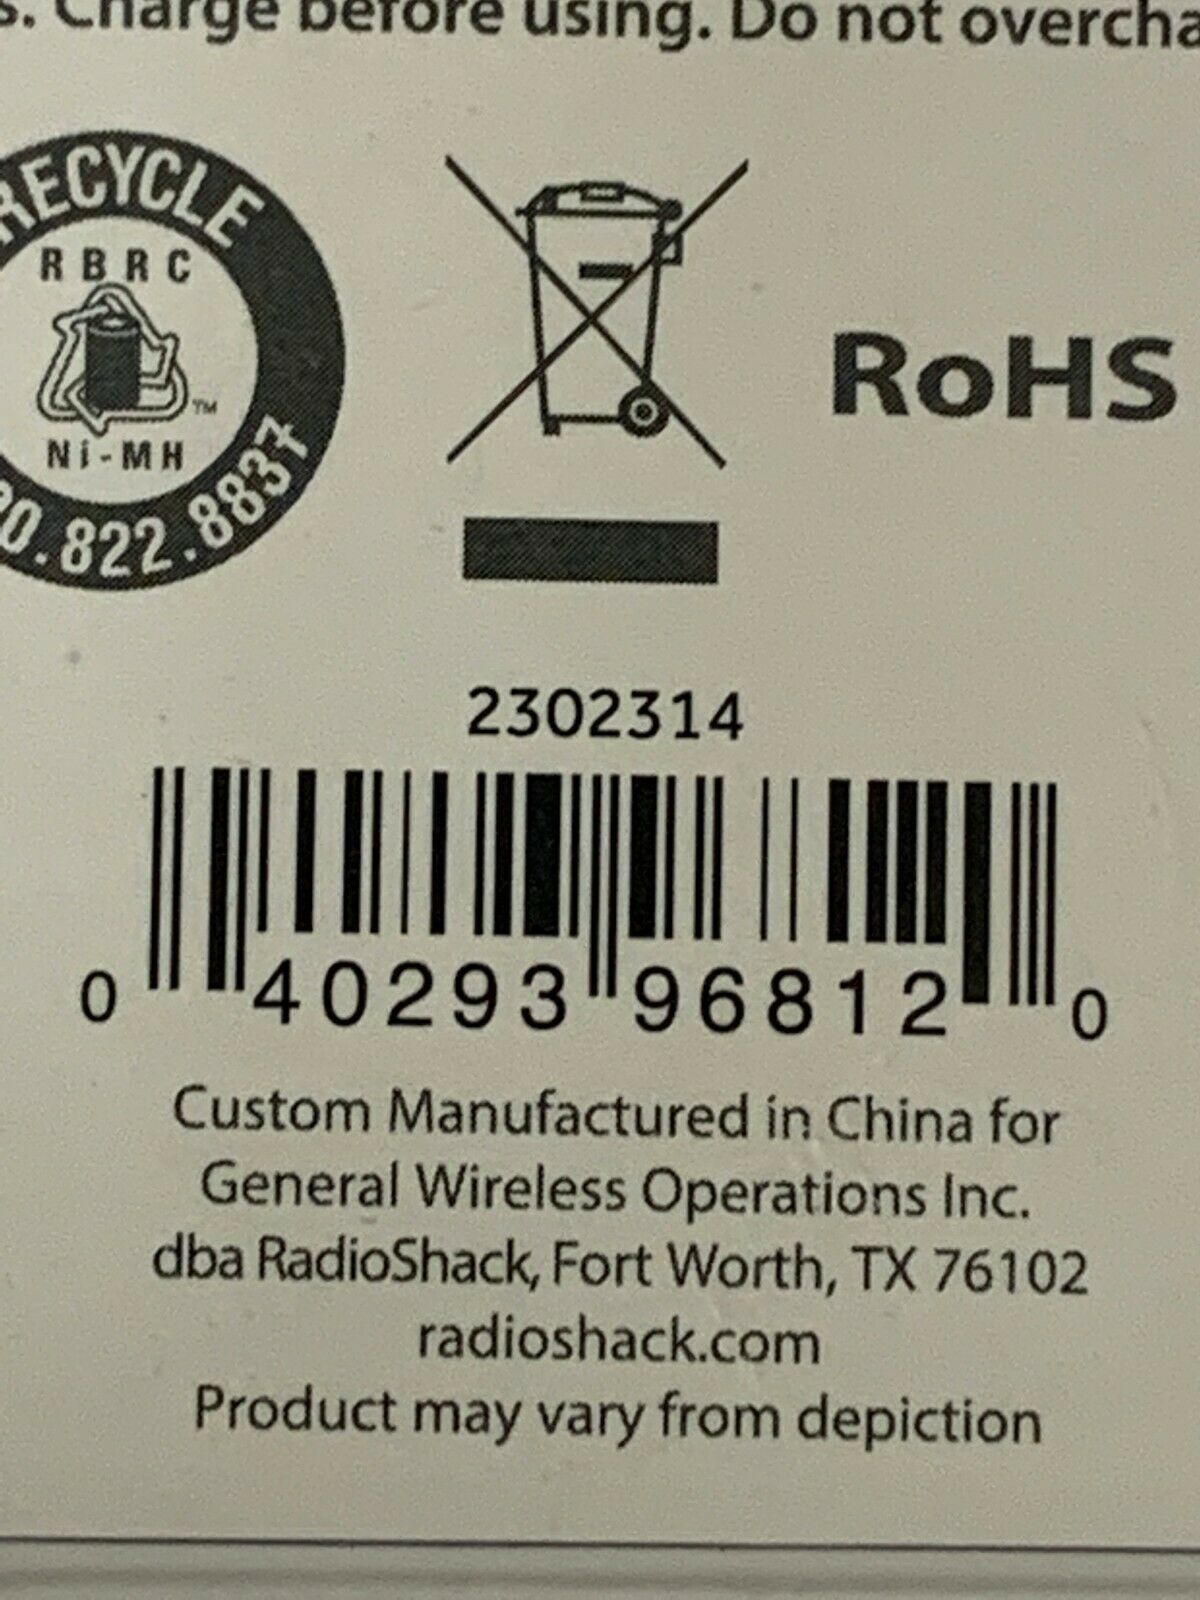 s. Charge before using. Do not overcha
RECYCLE
RBRC
TM
Ni-MH
0.822.8837
RoHS
2302314
0 40293 96812 0
Custom Manufactured in China for
General Wireless Operations Inc.
dba RadioShack, Fort Worth, TX 76102
radioshack.com
Product may vary from depiction